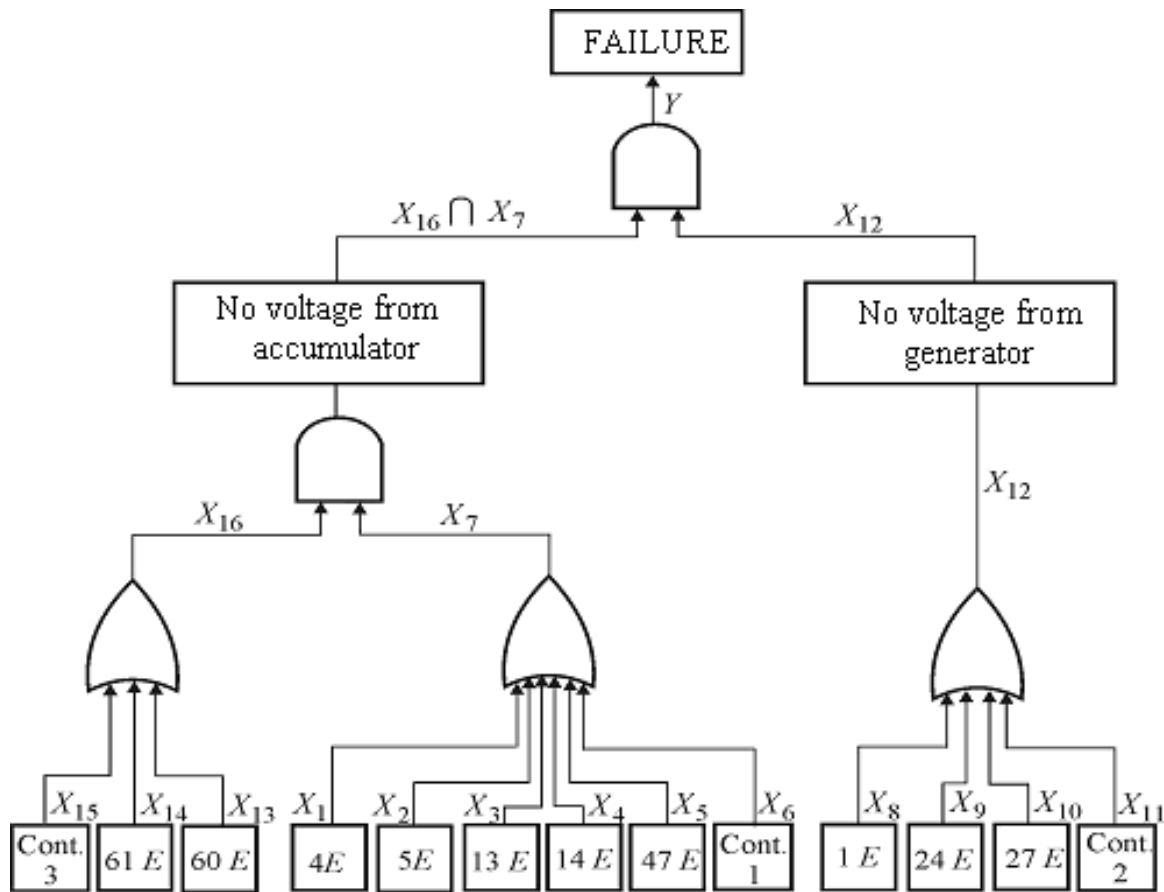 FAILURE
Y
X₁₆ ∩ X₇
X₁₂
No voltage from
accumulator
No voltage from
generator
X₁₂
X₁₆
X₇
X₁₅
X₁₄
X₁₃
X₁
X₂
X₃
X₄
X₅
X₆
X₈
X₉
X₁₀
X₁₁
Cont.
3
61 E
60 E
4E
5E
13 E
14 E
47 E
Cont.
1
1 E
24 E
27 E
Cont.
2